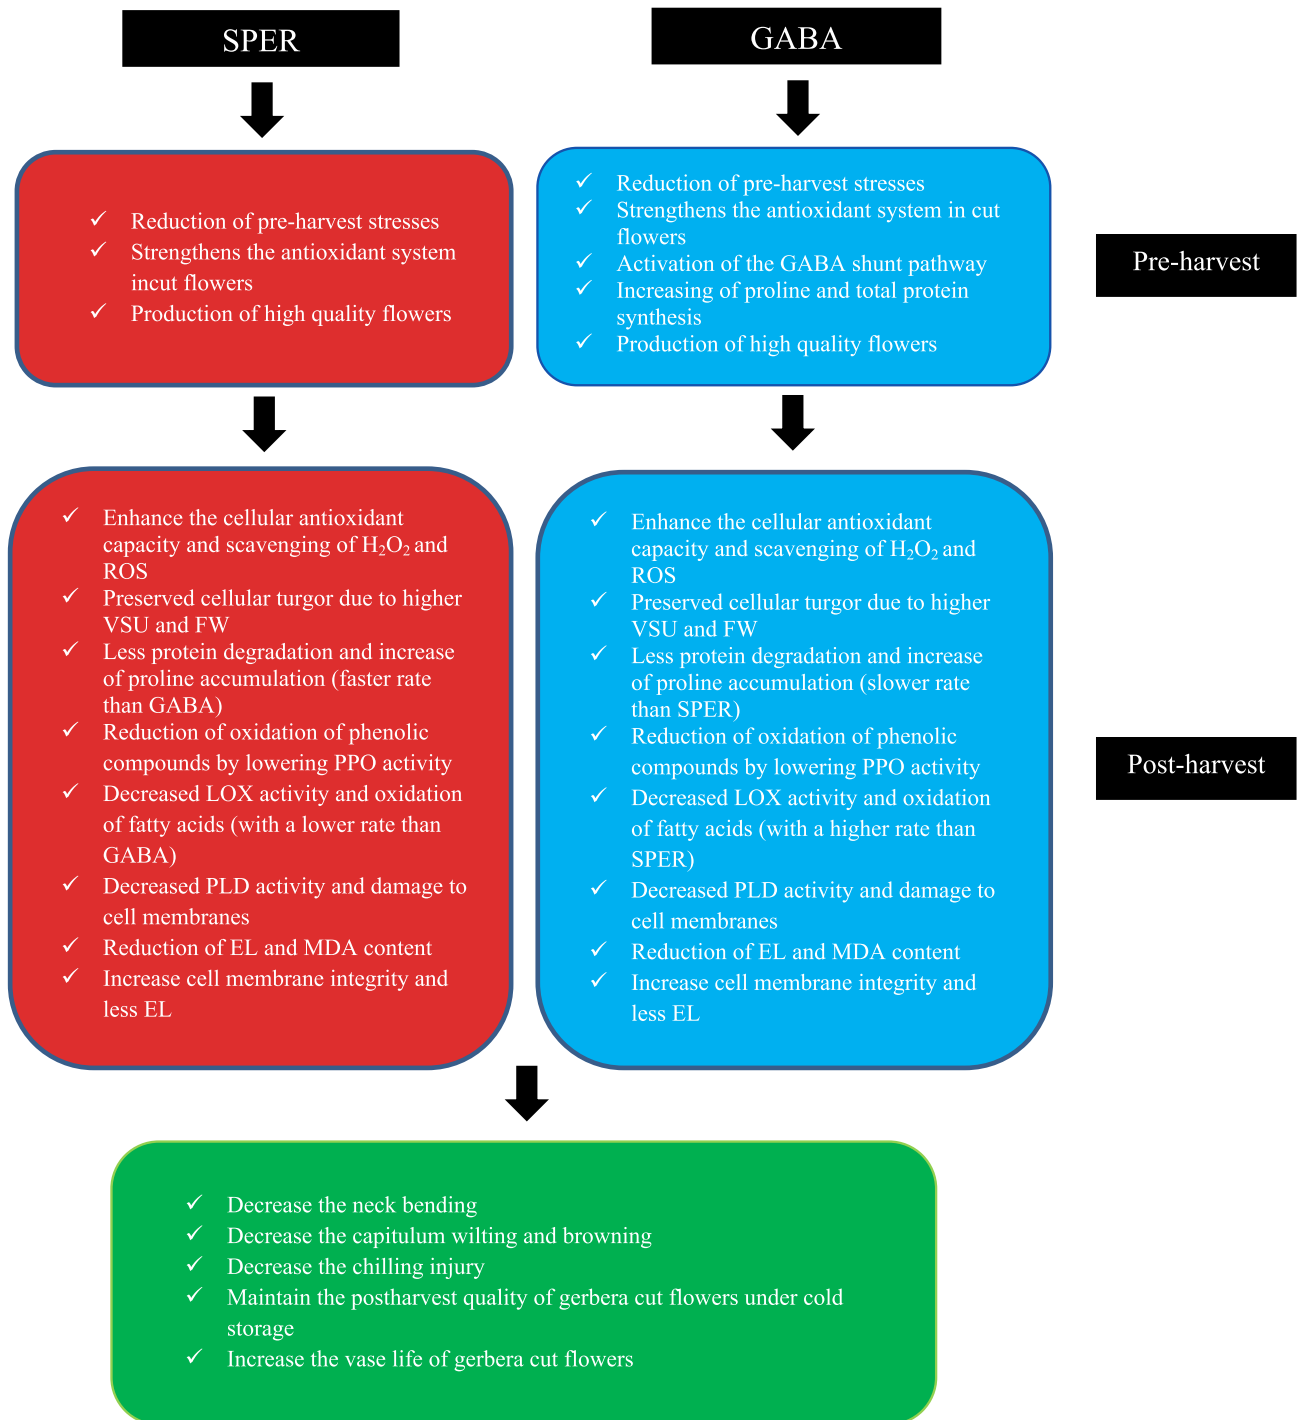 SPER
GABA
✓ Reduction of pre-harvest stresses
✓ Strengthens the antioxidant system
incut flowers
✓ Production of high quality flowers
✓ Reduction of pre-harvest stresses
✓ Strengthens the antioxidant system in cut
flowers
✓ Activation of the GABA shunt pathway
✓ Increasing of proline and total protein
synthesis
✓ Production of high quality flowers
Pre-harvest
✓ Enhance the cellular antioxidant
capacity and scavenging of H₂O₂ and
ROS
✓ Preserved cellular turgor due to higher
VSU and FW
✓ Less protein degradation and increase
of proline accumulation (faster rate
than GABA)
✓ Reduction of oxidation of phenolic
compounds by lowering PPO activity
✓ Decreased LOX activity and oxidation
of fatty acids (with a lower rate than
GABA)
✓ Decreased PLD activity and damage to
cell membranes
✓ Reduction of EL and MDA content
✓ Increase cell membrane integrity and
less EL
✓ Enhance the cellular antioxidant
capacity and scavenging of H₂O₂ and
ROS
✓ Preserved cellular turgor due to higher
VSU and FW
✓ Less protein degradation and increase
of proline accumulation (slower rate
than SPER)
✓ Reduction of oxidation of phenolic
compounds by lowering PPO activity
✓ Decreased LOX activity and oxidation
of fatty acids (with a higher rate than
SPER)
✓ Decreased PLD activity and damage to
cell membranes
✓ Reduction of EL and MDA content
✓ Increase cell membrane integrity and
less EL
Post-harvest
✓ Decrease the neck bending
✓ Decrease the capitulum wilting and browning
✓ Decrease the chilling injury
✓ Maintain the postharvest quality of gerbera cut flowers under cold
storage
✓ Increase the vase life of gerbera cut flowers